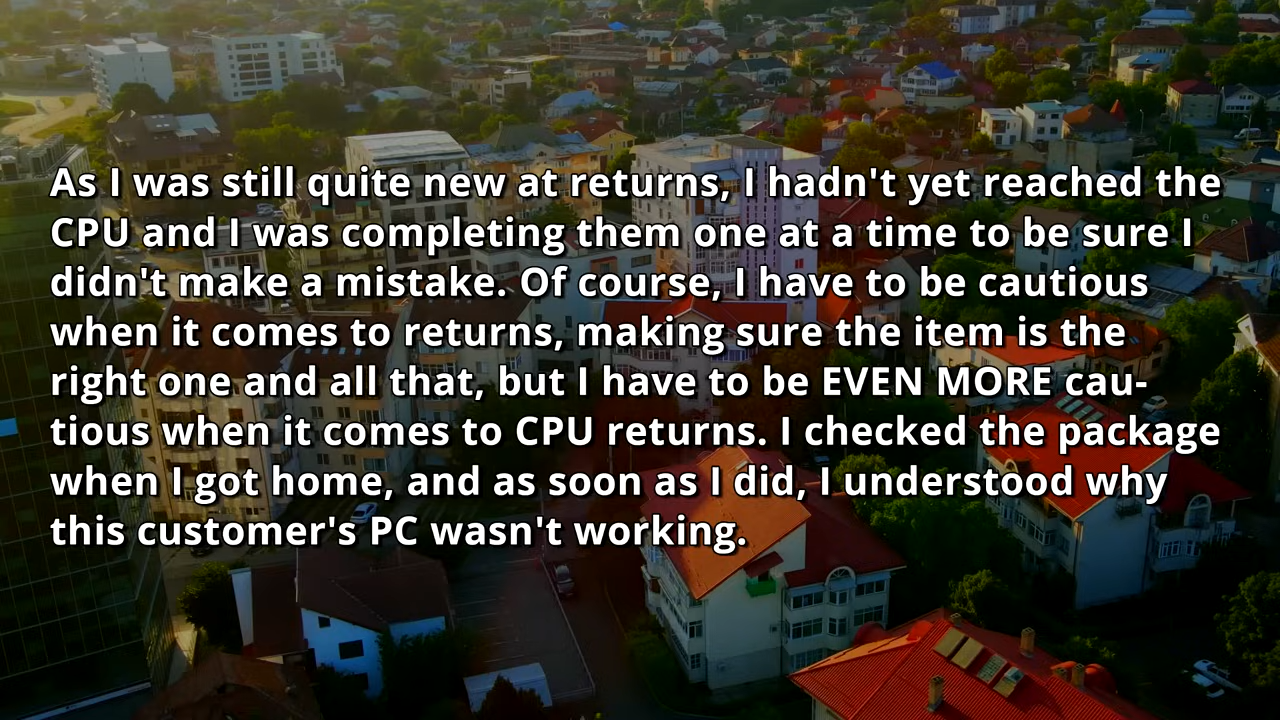 As I was still quite new at returns, I hadn't yet reached the
CPU and I was completing them one at a time to be sure I
didn't make a mistake. Of course, I have to be cautious
when it comes to returns, making sure the item is the
right one and all that, but I have to be EVEN MORE cau-
tious when it comes to CPU returns. I checked the package
when I got home, and as soon as I did, I understood why
this customer's PC wasn't working.